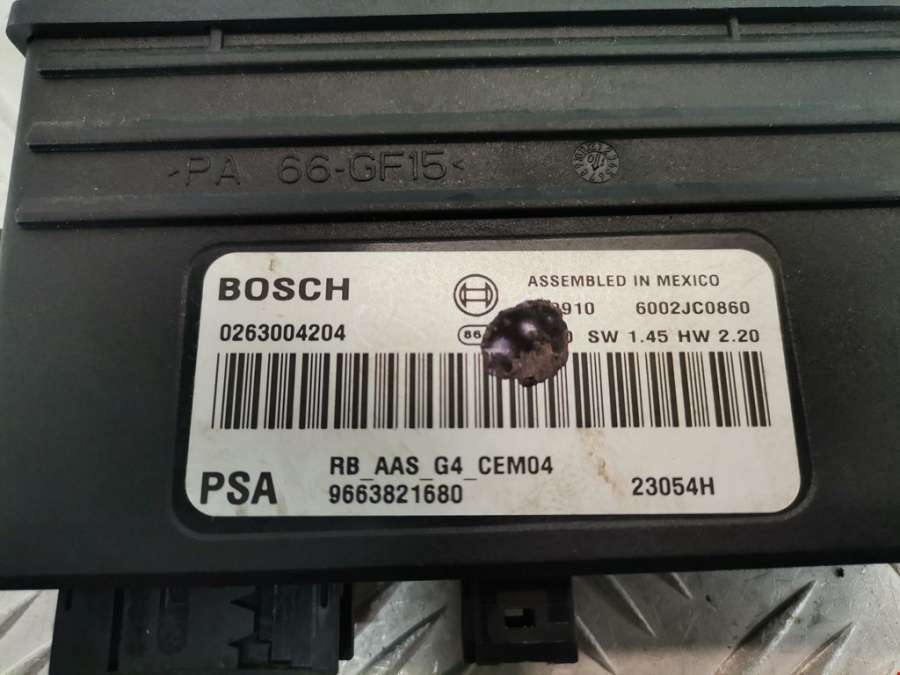 >PA 66-GF15<
BOSCH
ASSEMBLED IN MEXICO
6002JC0860
0263004204
SW 1.45 HW 2.20
PSA
RB_AAS_G4_CEM04
9663821680
23054H